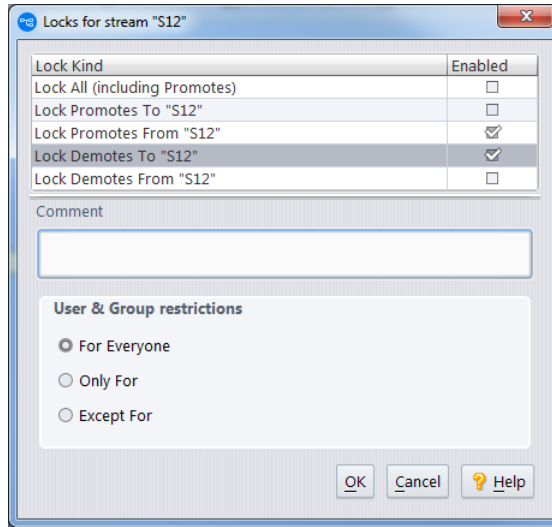 Locks for stream "S12"
Lock Kind Enabled
Lock All (including Promotes)
Lock Promotes To "S12"
Lock Promotes From "S12"
Lock Demotes To "S12"
Lock Demotes From "S12"
Comment
User & Group restrictions
For Everyone
Only For
Except For
OK Cancel Help